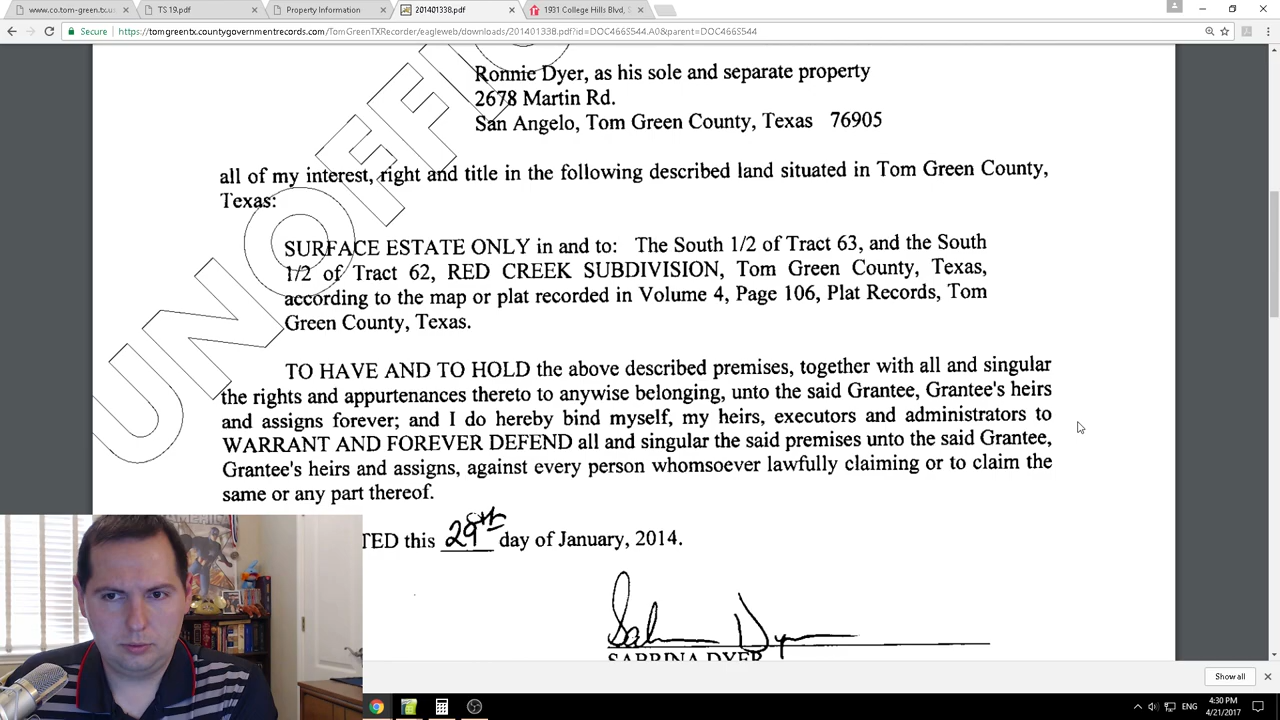 www.co.tom-green.tx.u
TS 19.pdf
Property Information
201401338.pdf
1931 College Hills Blvd, S
Secure
https://tomgreentx.countygovernmentrecords.com/TomGreenTXRecorder/eagleweb/downloads/201401338.pdf?id=DOC466S544.A0&parent=DOC466S544
UNOFFIC
Ronnie Dyer, as his sole and separate property
2678 Martin Rd.
San Angelo, Tom Green County, Texas 76905
all of my interest, right and title in the following described land situated in Tom Green County,
Texas:
SURFACE ESTATE ONLY in and to: The South 1/2 of Tract 63, and the South
1/2 of Tract 62, RED CREEK SUBDIVISION, Tom Green County, Texas,
according to the map or plat recorded in Volume 4, Page 106, Plat Records, Tom
Green County, Texas.
TO HAVE AND TO HOLD the above described premises, together with all and singular
the rights and appurtenances thereto to anywise belonging, unto the said Grantee, Grantee's heirs
and assigns forever; and I do hereby bind myself, my heirs, executors and administrators to
WARRANT AND FOREVER DEFEND all and singular the said premises unto the said Grantee,
Grantee's heirs and assigns, against every person whomsoever lawfully claiming or to claim the
same or any part thereof.
TED this 29th day of January, 2014.
SABRINA DYER
Show all
ENG
4:30 PM
4/21/2017